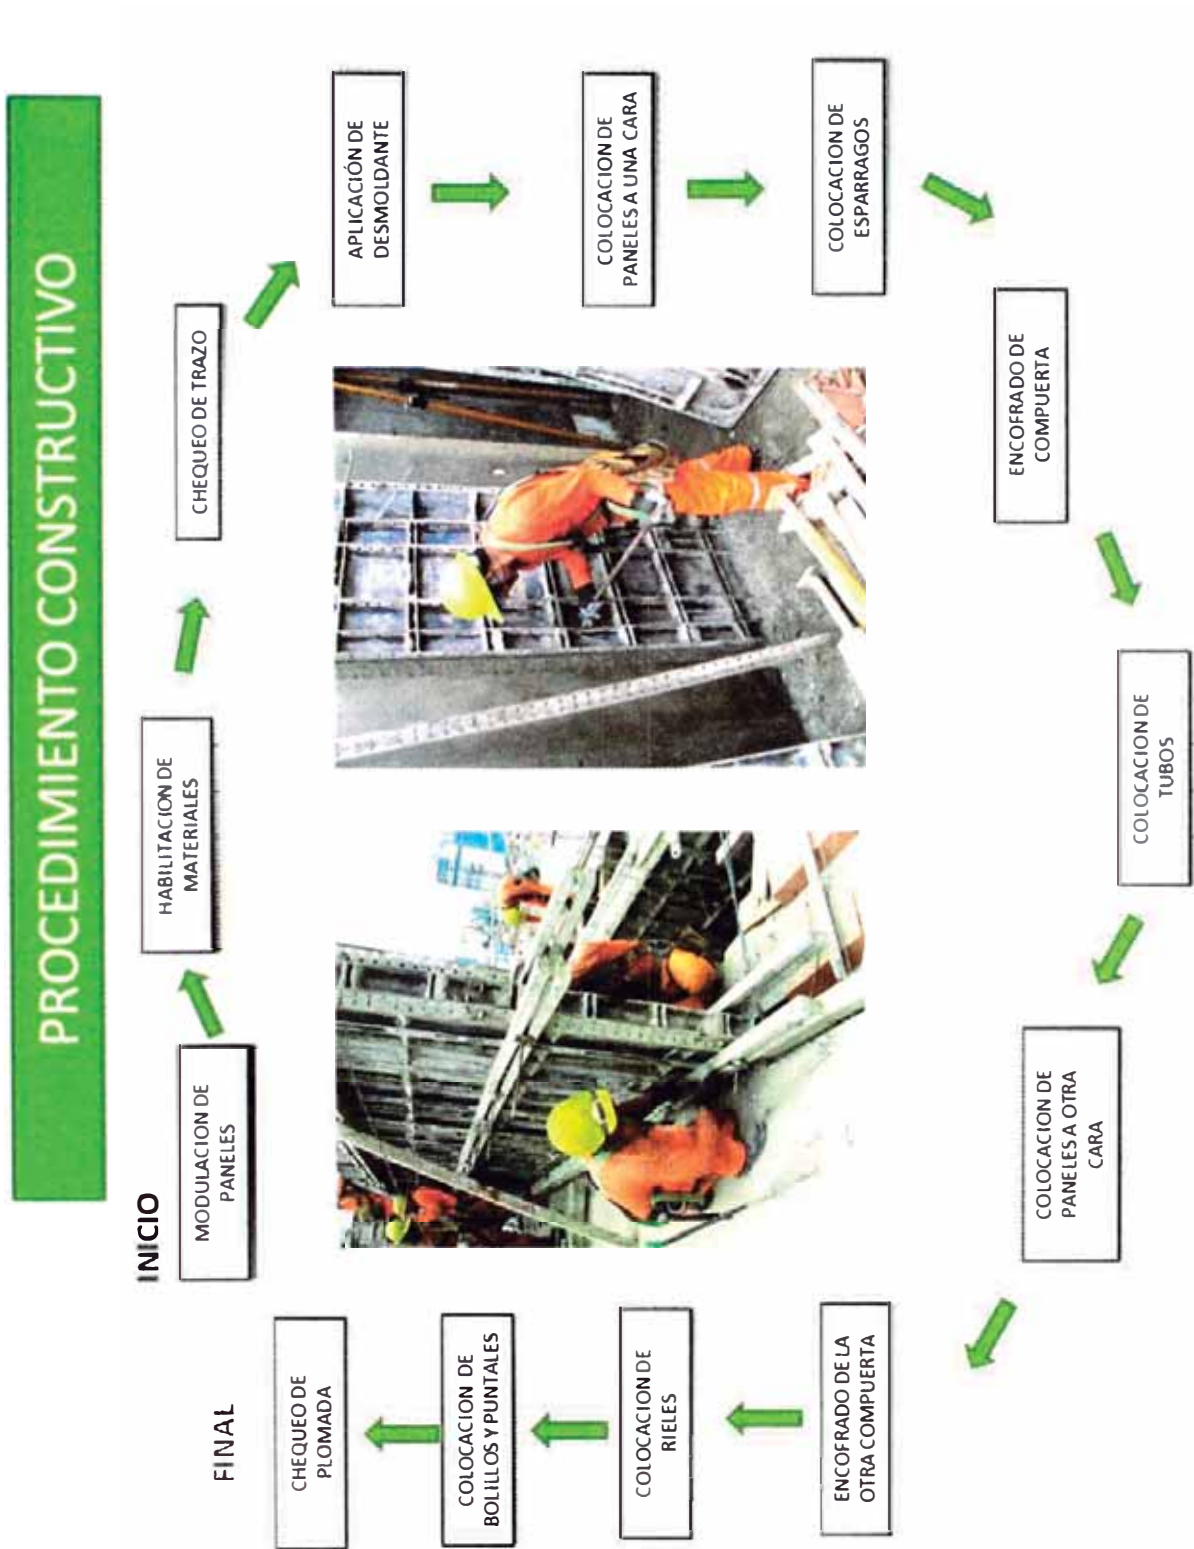 PROCEDIMIENTO CONSTRUCTIVO
INICIO
MODULACION DE
PANELES
HABILITACION DE
MATERIALES
CHEQUEO DE TRAZO
APLICACIÓN DE
DESMOLDANTE
COLOCACION DE
PANELES A UNA CARA
COLOCACION DE
ESPARRAGOS
ENCOFRADO DE
COMPUERTA
COLOCACION DE
TUBOS
COLOCACION DE
PANELES A OTRA
CARA
ENCOFRADO DE LA
OTRA COMPUERTA
COLOCACION DE
RIELES
COLOCACION DE
BOLILLOS Y PUNTALES
CHEQUEO DE
PLOMADA
FINAL